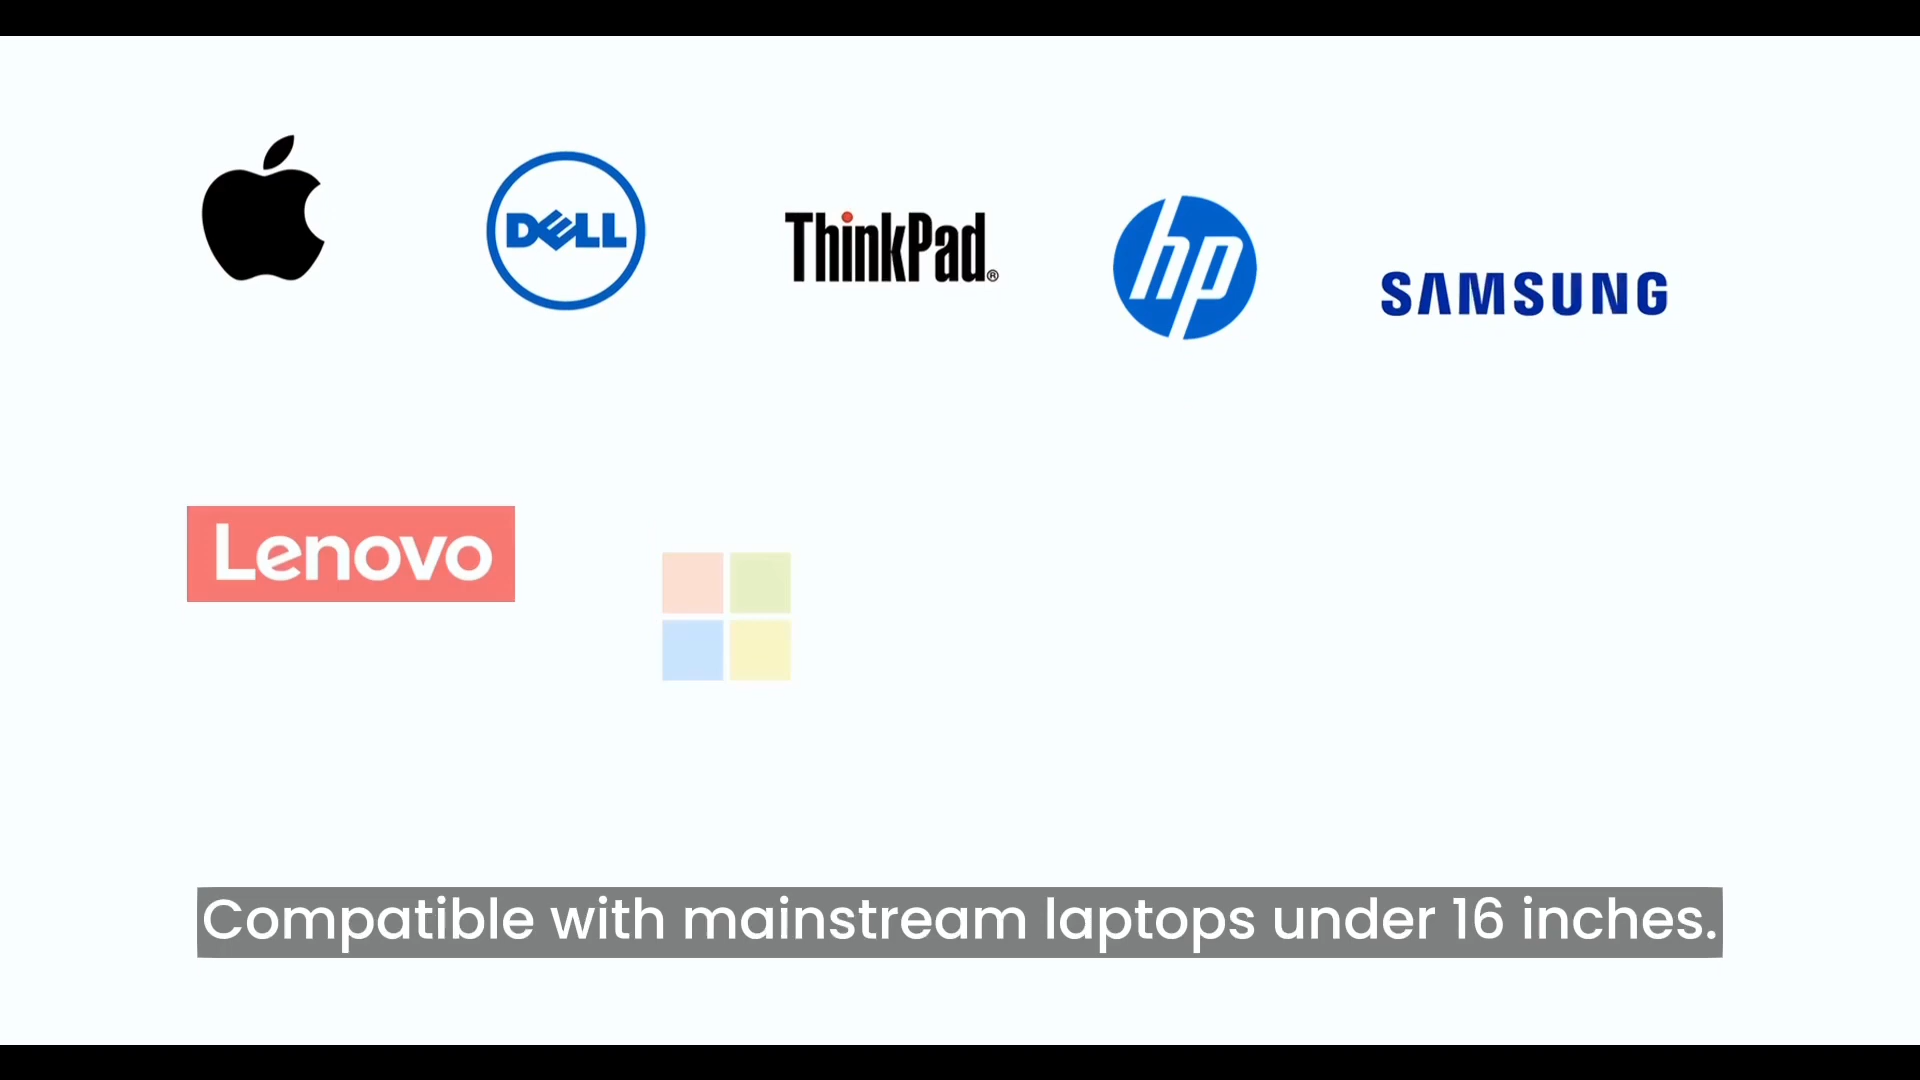 DELL
ThinkPad®
hp
SAMSUNG
Lenovo
Compatible with mainstream laptops under 16 inches.